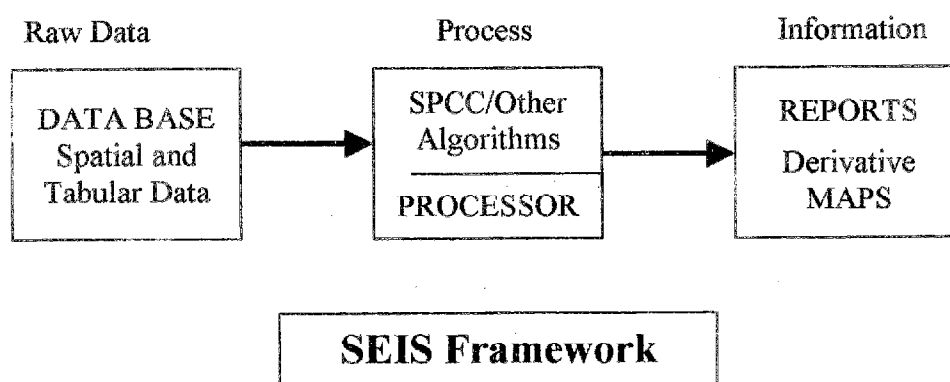 Raw Data
Process
Information
DATA BASE
Spatial and
Tabular Data
SPCC/Other
Algorithms
PROCESSOR
REPORTS
Derivative
MAPS
SEIS Framework